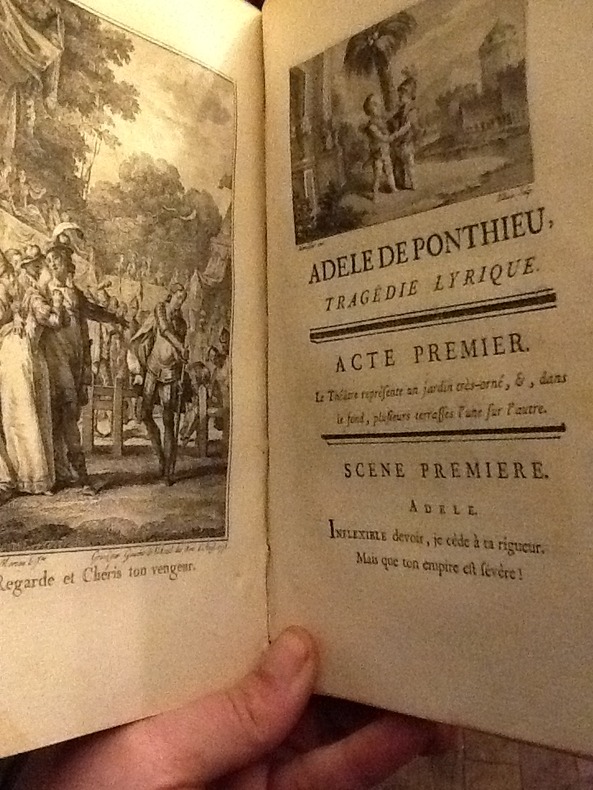 Regarde et Chéris ton vengeur.
ADELE DE PONTHIEU,
TRAGÉDIE LYRIQUE.
ACTE PREMIER.
Le Théâtre repréſente un jardin très-orné, &, dans
le fond, pluſieurs terraſſes l'une ſur l'autre.
SCENE PREMIERE.
ADELE.
INFLEXIBLE devoir, je cède à ta rigueur.
Mais que ton empire eſt ſévère !